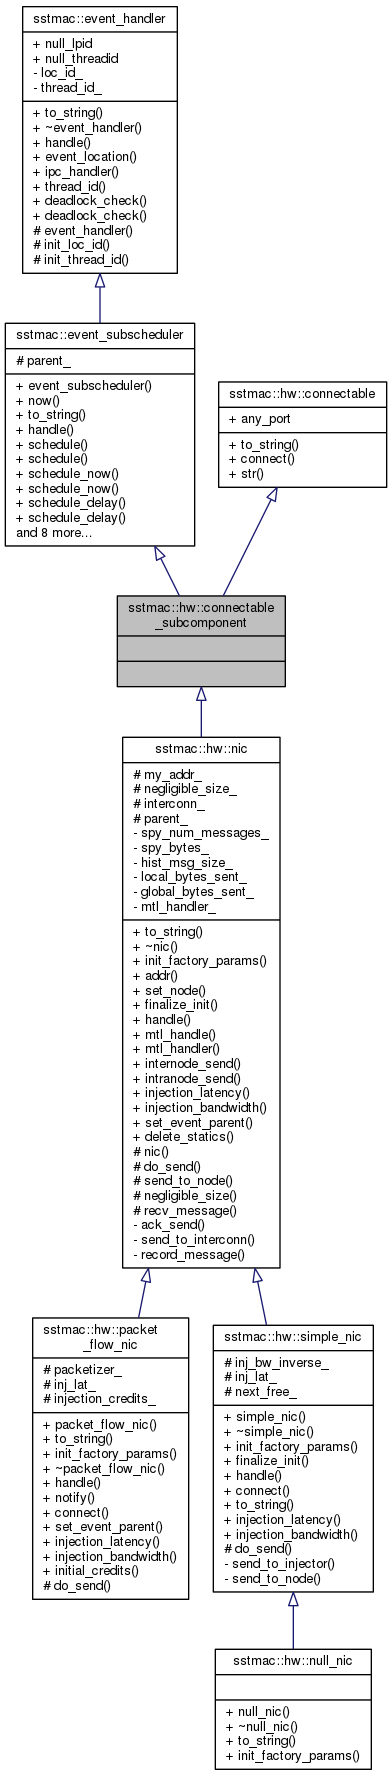 sstmac::event_handler
+ null_lpid
+ null_threadid
- loc_id_
- thread_id_
+ to_string()
+ ~event_handler()
+ handle()
+ event_location()
+ ipc_handler()
+ thread_id()
+ deadlock_check()
+ deadlock_check()
# event_handler()
# init_loc_id()
# init_thread_id()
sstmac::event_subscheduler
# parent_
+ event_subscheduler()
+ now()
+ to_string()
+ handle()
+ schedule()
+ schedule()
+ schedule_now()
+ schedule_now()
+ schedule_delay()
+ schedule_delay()
and 8 more...
sstmac::hw::connectable
+ any_port
+ to_string()
+ connect()
+ str()
sstmac::hw::connectable
_subcomponent
sstmac::hw::nic
# my_addr_
# negligible_size_
# interconn_
# parent_
- spy_num_messages_
- spy_bytes_
- hist_msg_size_
- local_bytes_sent_
- global_bytes_sent_
- mtl_handler_
+ to_string()
+ ~nic()
+ init_factory_params()
+ addr()
+ set_node()
+ finalize_init()
+ handle()
+ mtl_handle()
+ mtl_handler()
+ internode_send()
+ intranode_send()
+ injection_latency()
+ injection_bandwidth()
+ set_event_parent()
+ delete_statics()
# nic()
# do_send()
# send_to_node()
# negligible_size()
# recv_message()
- ack_send()
- send_to_interconn()
- record_message()
sstmac::hw::packet
_flow_nic
# packetizer_
# inj_lat_
# injection_credits_
+ packet_flow_nic()
+ to_string()
+ init_factory_params()
+ ~packet_flow_nic()
+ handle()
+ notify()
+ connect()
+ set_event_parent()
+ injection_latency()
+ injection_bandwidth()
+ initial_credits()
# do_send()
sstmac::hw::simple_nic
# inj_bw_inverse_
# inj_lat_
# next_free_
+ simple_nic()
+ ~simple_nic()
+ init_factory_params()
+ finalize_init()
+ handle()
+ connect()
+ to_string()
+ injection_latency()
+ injection_bandwidth()
# do_send()
- send_to_injector()
- send_to_node()
sstmac::hw::null_nic
+ null_nic()
+ ~null_nic()
+ to_string()
+ init_factory_params()